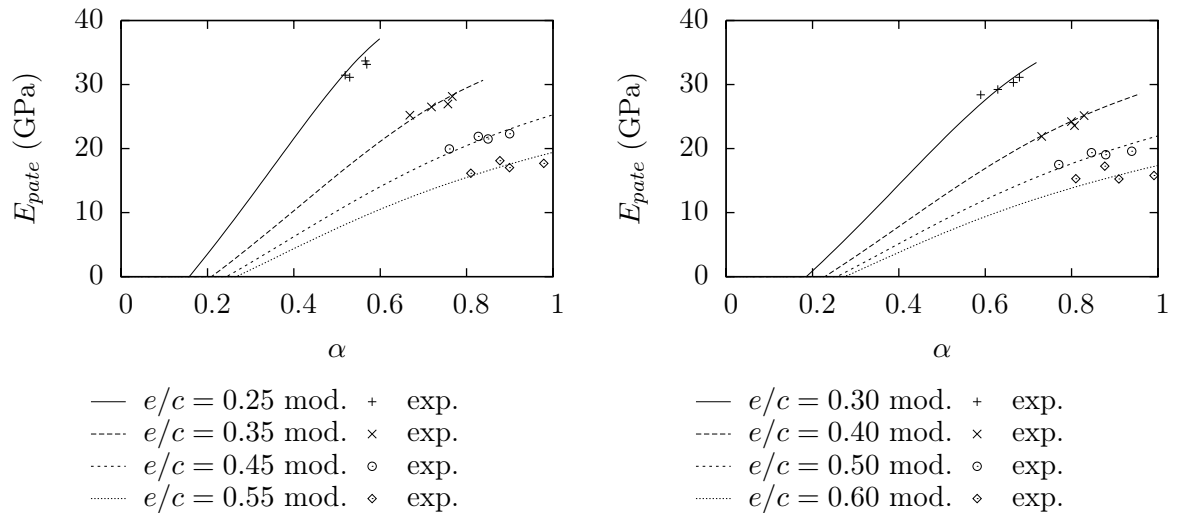 40
30
20
10
0
E_pate (GPa)
0 0.2 0.4 0.6 0.8 1
α
e/c = 0.25 mod. exp.
e/c = 0.35 mod. exp.
e/c = 0.45 mod. exp.
e/c = 0.55 mod. exp.
40
30
20
10
0
E_pate (GPa)
0 0.2 0.4 0.6 0.8 1
α
e/c = 0.30 mod. exp.
e/c = 0.40 mod. exp.
e/c = 0.50 mod. exp.
e/c = 0.60 mod. exp.